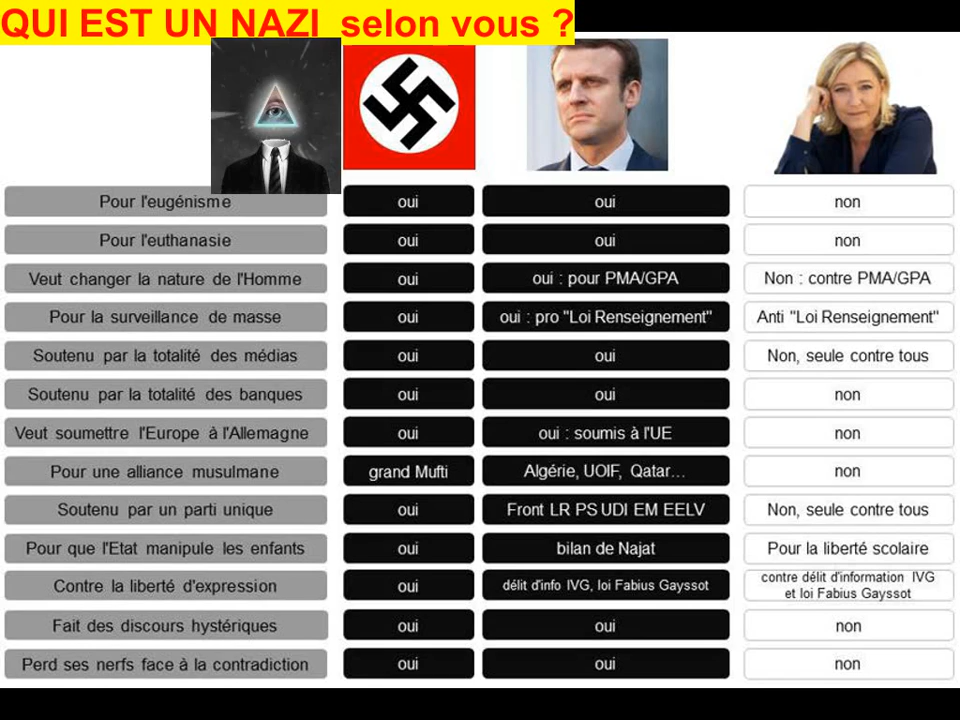 QUI EST UN NAZI selon vous ?
Pour l'eugénisme oui oui non
Pour l'euthanasie oui oui non
Veut changer la nature de l'Homme oui oui : pour PMA/GPA Non : contre PMA/GPA
Pour la surveillance de masse oui oui : pro "Loi Renseignement" Anti "Loi Renseignement"
Soutenu par la totalité des médias oui oui Non, seule contre tous
Soutenu par la totalité des banques oui oui non
Veut soumettre l'Europe à l'Allemagne oui oui : soumis à l'UE non
Pour une alliance musulmane grand Mufti Algérie, UOIF, Qatar... non
Soutenu par un parti unique oui Front LR PS UDI EM EELV Non, seule contre tous
Pour que l'Etat manipule les enfants oui bilan de Najat Pour la liberté scolaire
Contre la liberté d'expression oui délit d'info IVG, loi Fabius Gayssot contre délit d'information IVG
et loi Fabius Gayssot
Fait des discours hystériques oui oui non
Perd ses nerfs face à la contradiction oui oui non